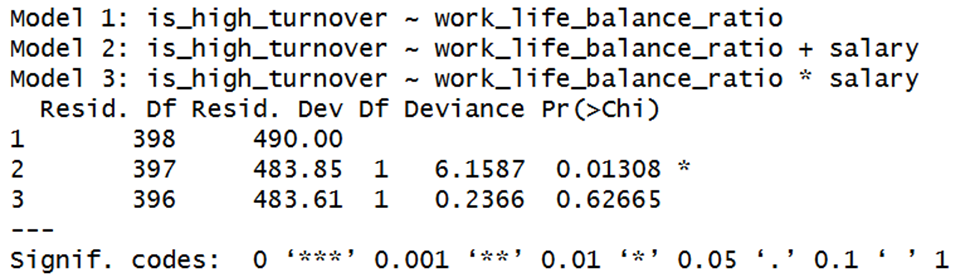 Model 1: is_high_turnover ~ work_life_balance_ratio
Model 2: is_high_turnover ~ work_life_balance_ratio + salary
Model 3: is_high_turnover ~ work_life_balance_ratio * salary
  Resid. Df Resid. Dev Df Deviance Pr(>Chi)
1       398     490.00
2       397     483.85  1   6.1587  0.01308 *
3       396     483.61  1   0.2366  0.62665
---
Signif. codes:  0 ‘***’ 0.001 ‘**’ 0.01 ‘*’ 0.05 ‘.’ 0.1 ‘ ’ 1